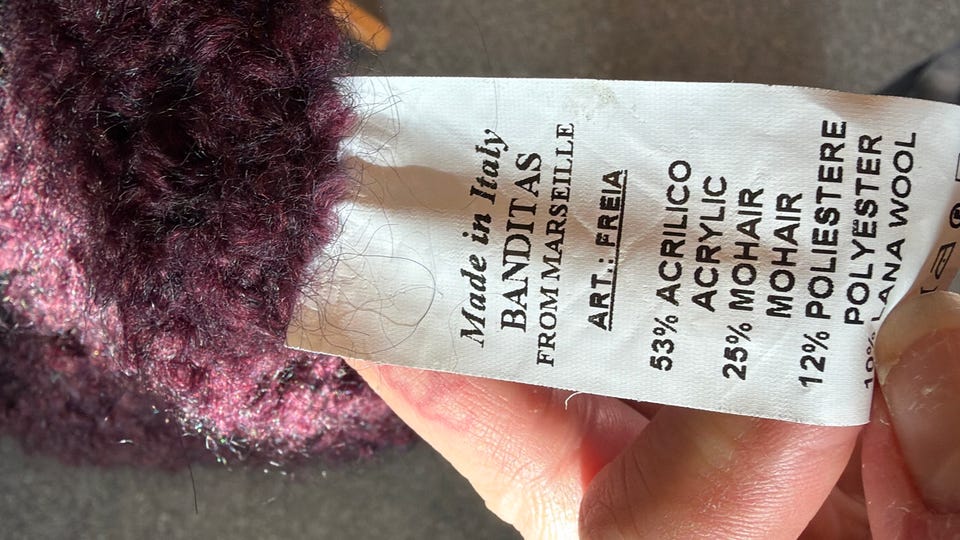 Made in Italy
BANDITAS
FROM MARSEILLE
ART.: FREIA
53% ACRILICO
ACRYLIC
25% MOHAIR
MOHAIR
12% POLIESTERE
POLYESTER
10% LANA WOOL